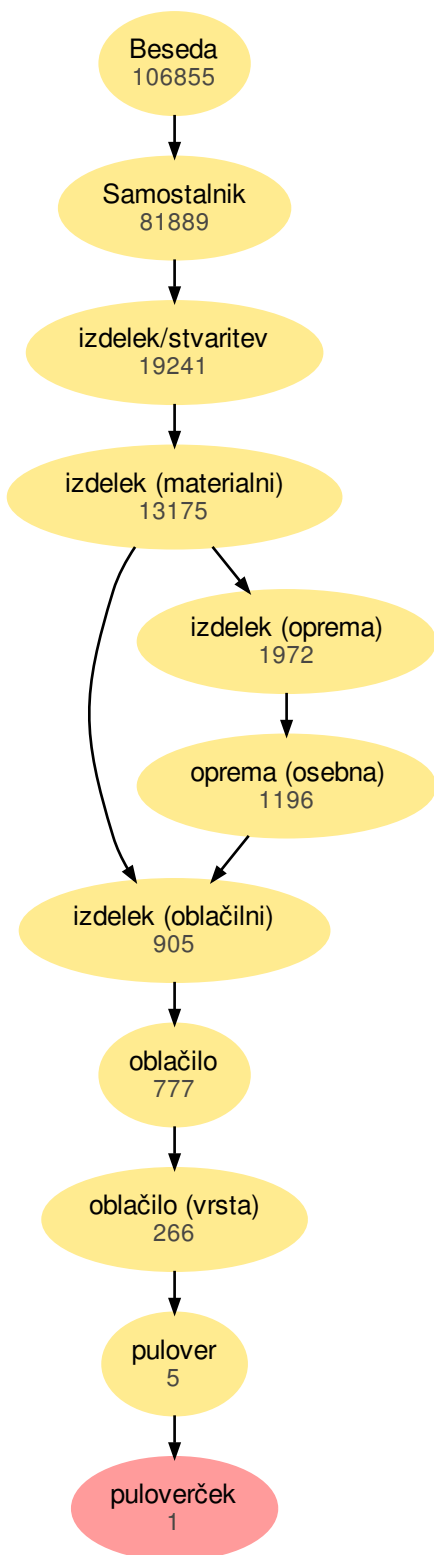 Beseda
106855
Samostalnik
81889
izdelek/stvaritev
19241
izdelek (materialni)
13175
izdelek (oprema)
1972
oprema (osebna)
1196
izdelek (oblačilni)
905
oblačilo
777
oblačilo (vrsta)
266
pulover
5
puloverček
1